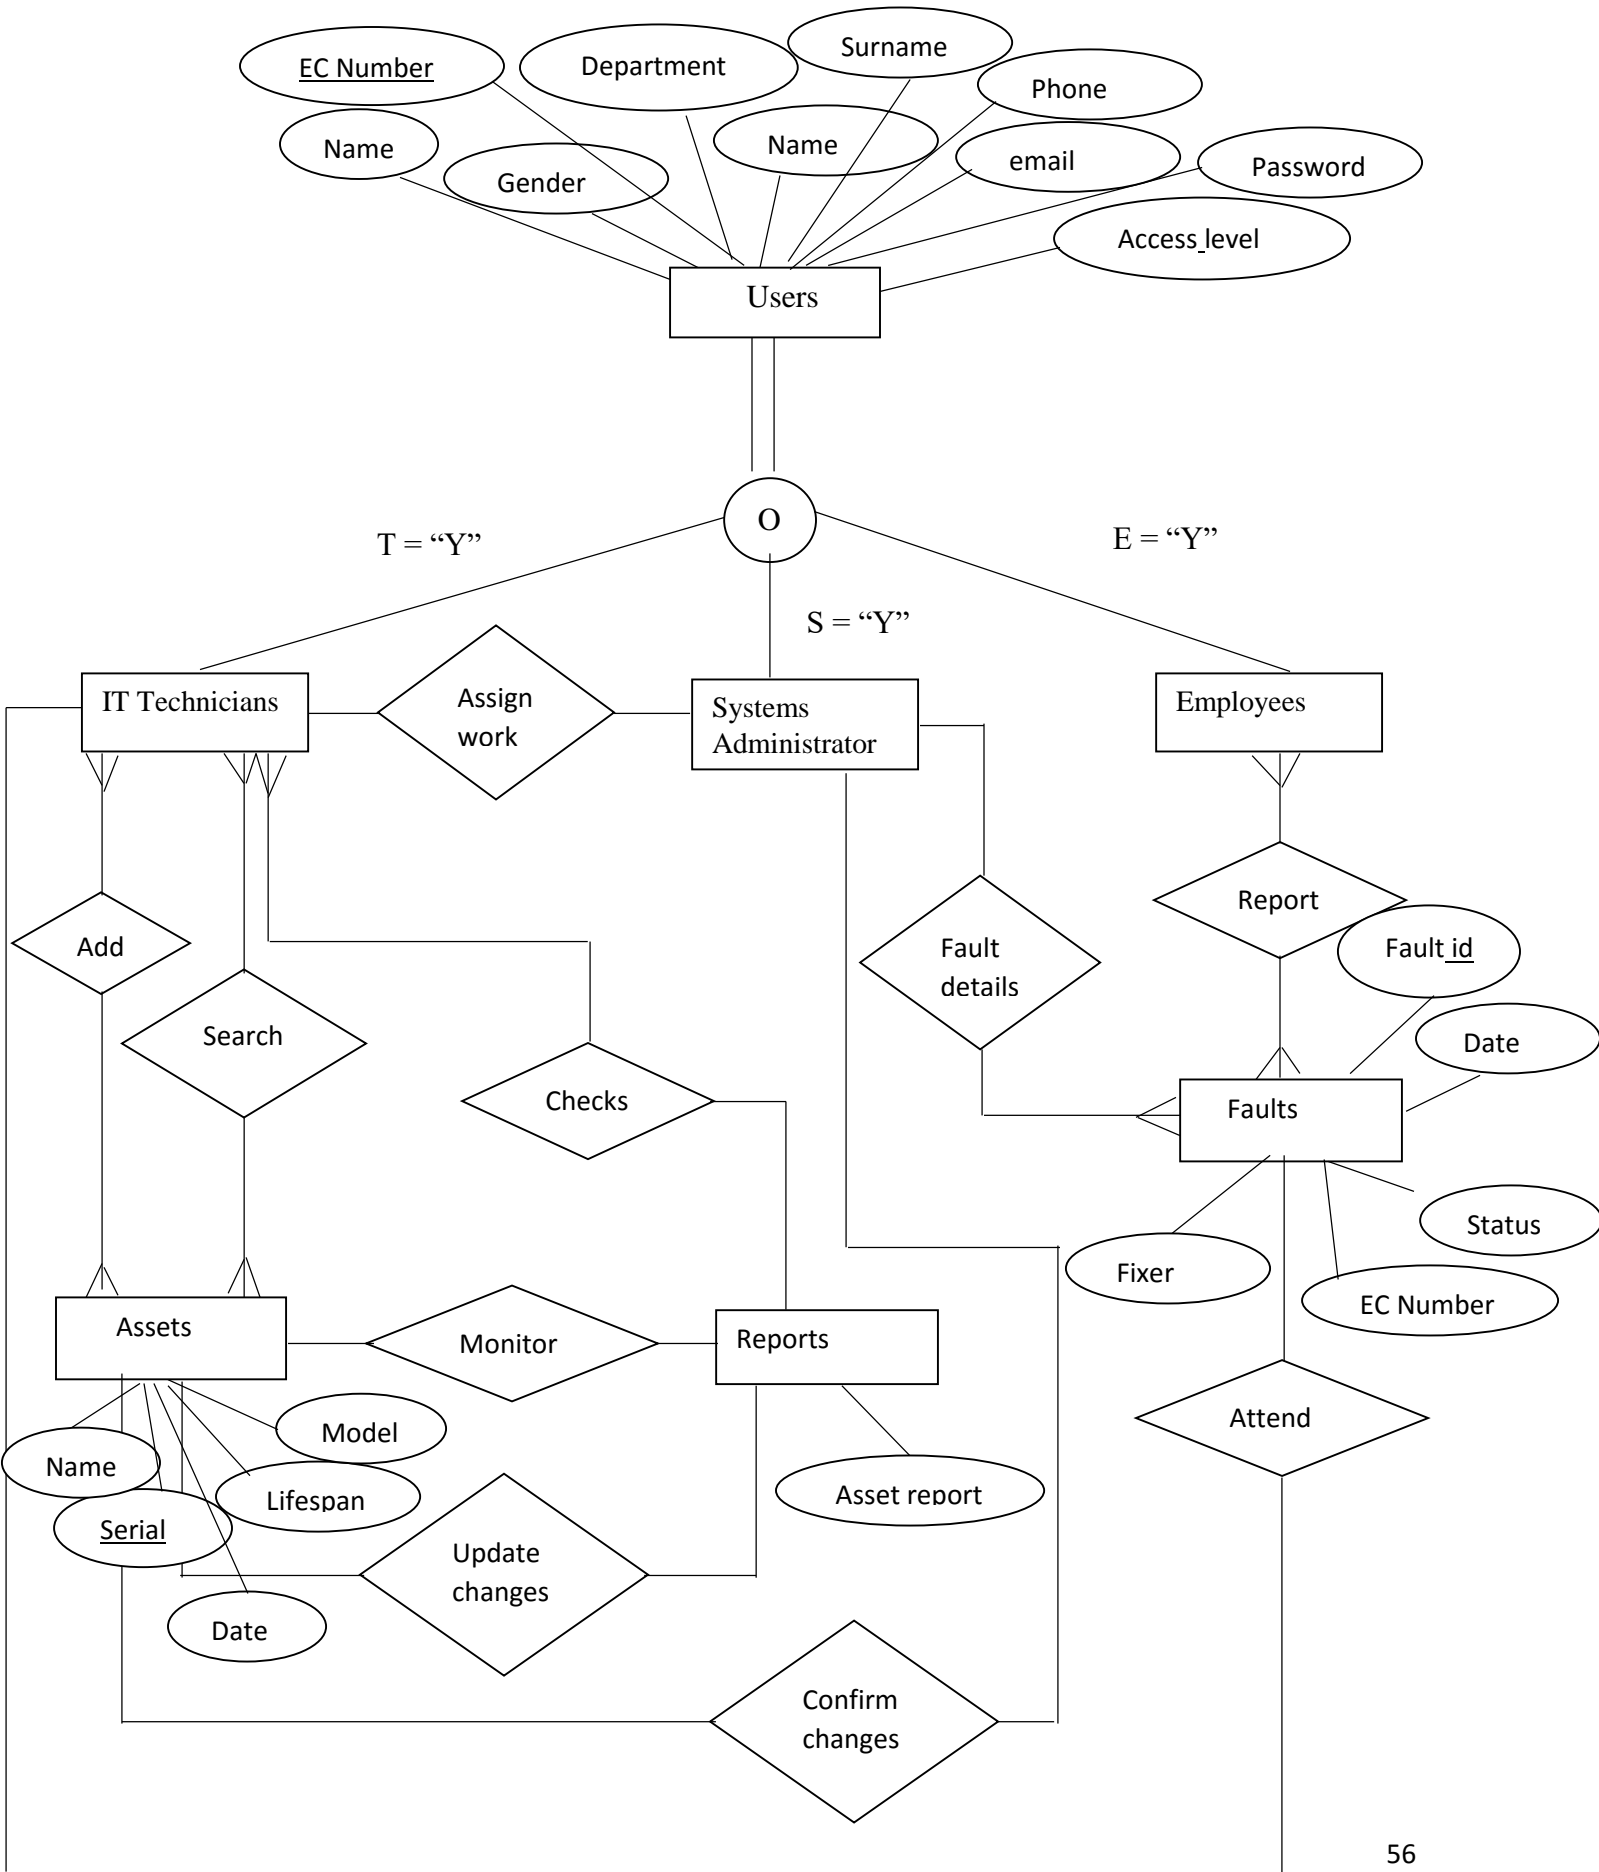 Surname
EC Number
Department
Phone
Name
Name
email
Password
Gender
Access level
Users
O
T = “Y”
E = “Y”
S = “Y”
IT Technicians
Assign
work
Systems
Administrator
Employees
Report
Add
Fault
details
Fault id
Search
Date
Checks
Faults
Status
Fixer
EC Number
Assets
Monitor
Reports
Model
Name
Lifespan
Asset report
Attend
Serial
Update
changes
Date
Confirm
changes
56